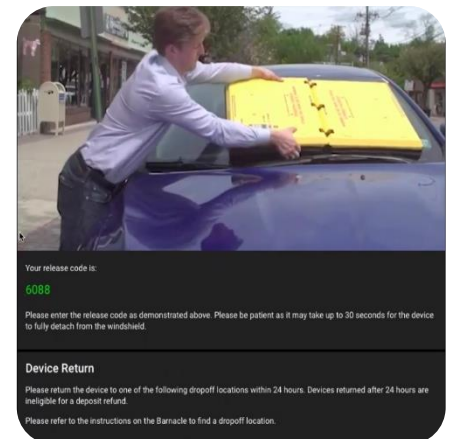 Your release code is:
6088
Please enter the release code as demonstrated above. Please be patient as it may take up to 30 seconds for the device
to fully detach from the windshield.
Device Return
Please return the device to one of the following dropoff locations within 24 hours. Devices returned after 24 hours are
ineligible for a deposit refund.
Please refer to the instructions on the Barnacle to find a dropoff location.